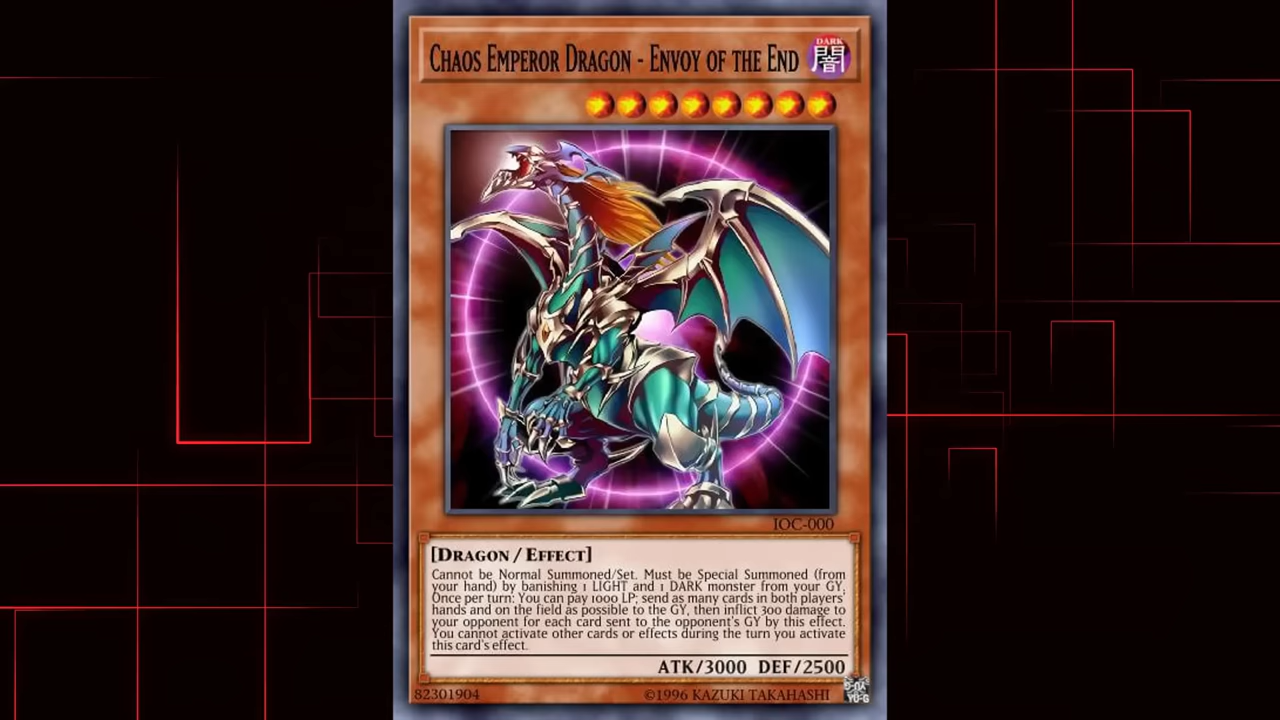 Chaos Emperor Dragon - Envoy of the End
DARK
闇
IOC-000
[Dragon / Effect]
Cannot be Normal Summoned/Set. Must be Special Summoned (from
your hand) by banishing 1 LIGHT and 1 DARK monster from your GY.
Once per turn: You can pay 1000 LP; send as many cards in both players'
hands and on the field as possible to the GY, then inflict 300 damage to
your opponent for each card sent to the opponent's GY by this effect.
You cannot activate other cards or effects during the turn you activate
this card's effect.
ATK/3000 DEF/2500
82301904
©1996 KAZUKI TAKAHASHI